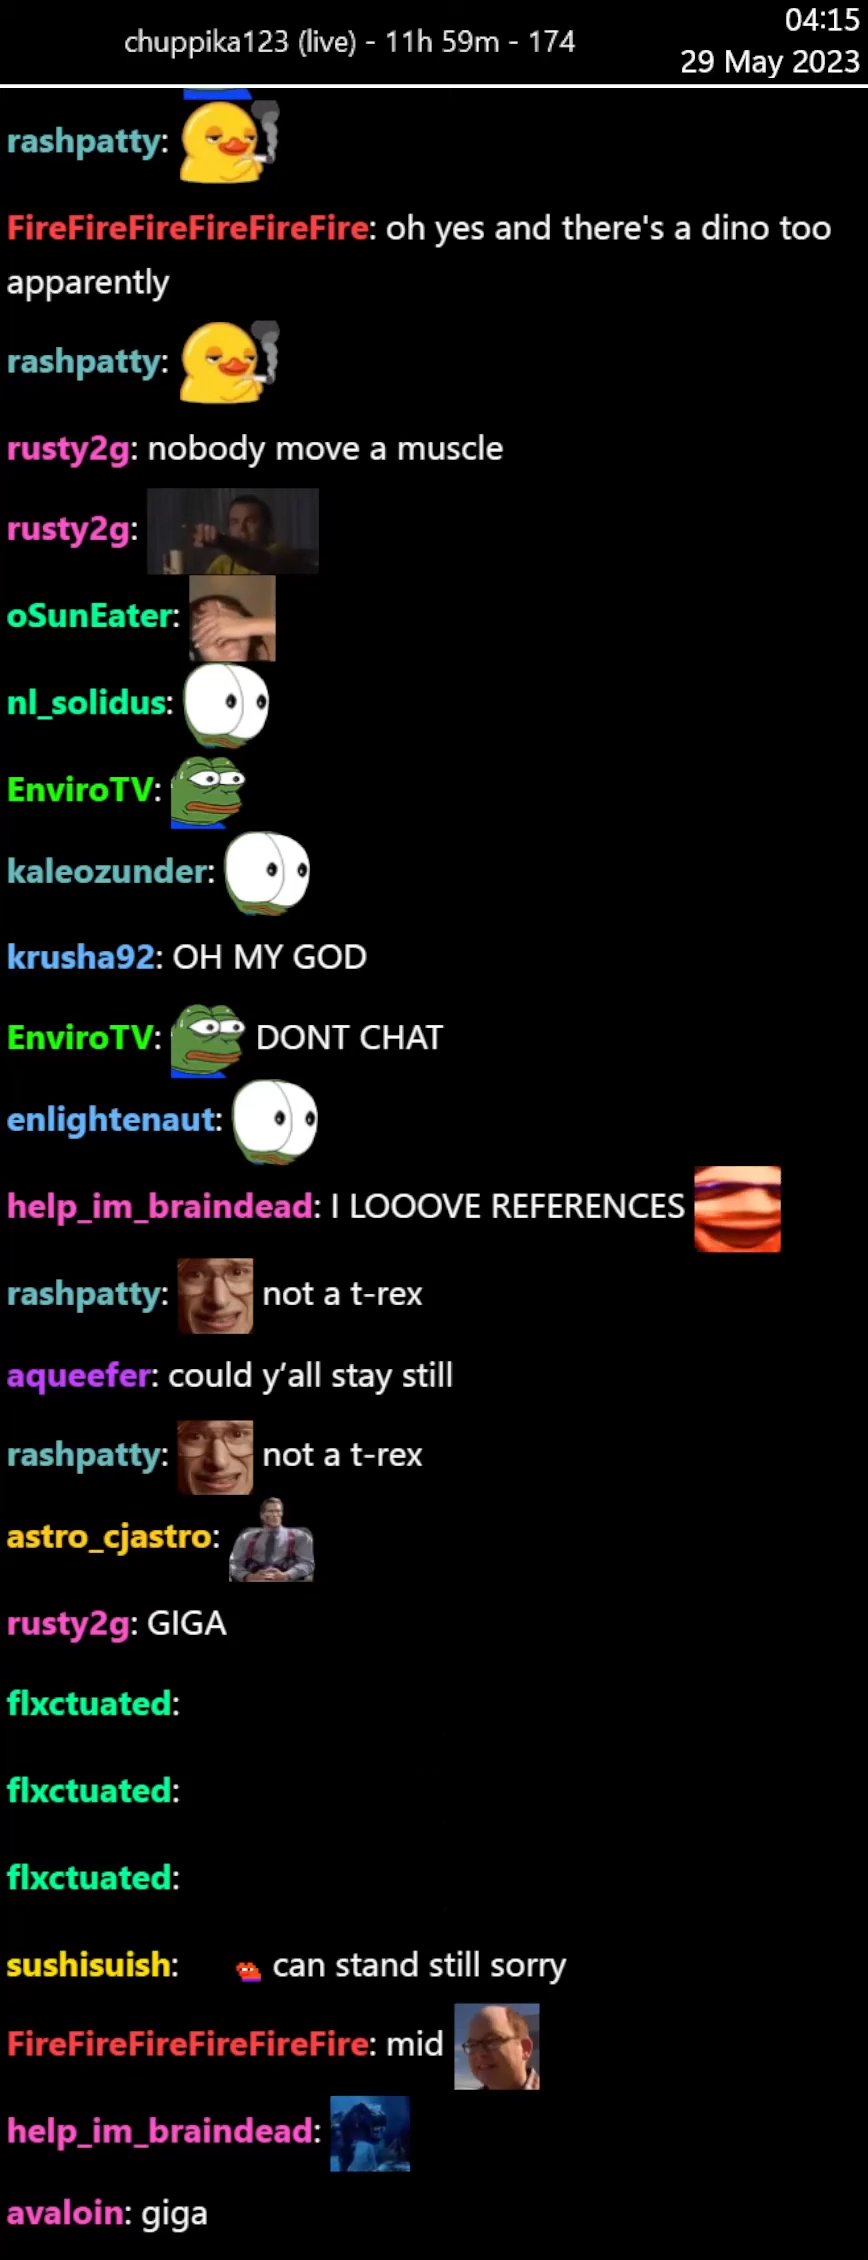 04:15
chuppika123 (live) - 11h 59m - 174
29 May 2023
rashpatty:
FireFireFireFireFireFire: oh yes and there's a dino too
apparently
rashpatty:
rusty2g: nobody move a muscle
rusty2g:
oSunEater:
nl_solidus:
EnviroTV:
kaleozunder:
krusha92: OH MY GOD
EnviroTV: DONT CHAT
enlightenaut:
help_im_braindead: I LOOOVE REFERENCES
rashpatty: not a t-rex
aqueefer: could y’all stay still
rashpatty: not a t-rex
astro_cjastro:
rusty2g: GIGA
flxctuated:
flxctuated:
flxctuated:
sushisuish: can stand still sorry
FireFireFireFireFireFire: mid
help_im_braindead:
avaloin: giga